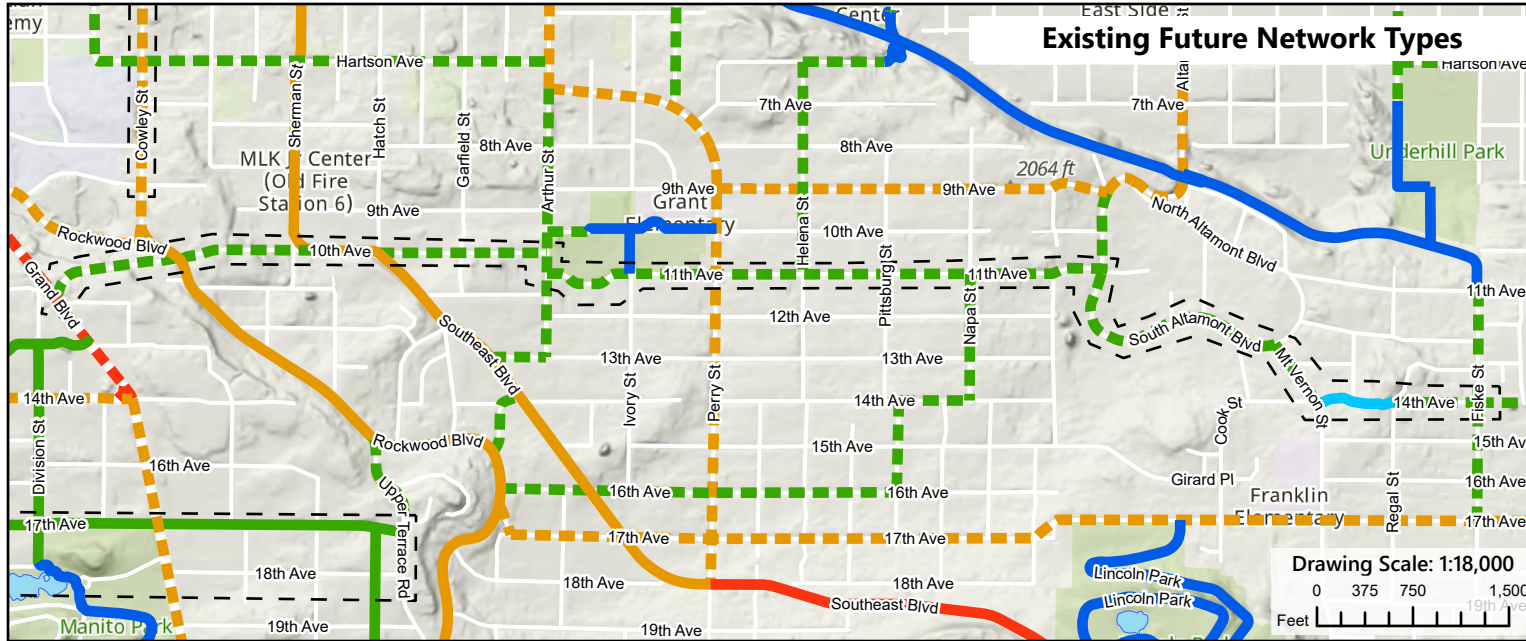 emy
Center
East Side
Existing Future Network Types
Hartson Ave
Hartson Ave
Cowley St
Sherman St
Hatch St
Garfield St
Arthur St
7th Ave
7th Ave
8th Ave
8th Ave
MLK Jr Center
(Old Fire
Station 6)
2064 ft
Underhill Park
9th Ave
9th Ave
9th Ave
Grant
Elementary
Helena St
Pittsburg St
10th Ave
10th Ave
Rockwood Blvd
North Altamont Blvd
Grand Blvd
11th Ave
11th Ave
11th Ave
Napa St
12th Ave
Southeast Blvd
South Altamont Blvd
Mt Vernon St
13th Ave
13th Ave
Ivory St
Perry St
Fiske St
14th Ave
14th Ave
14th Ave
Division St
Cook St
Rockwood Blvd
15th Ave
15th Ave
16th Ave
16th Ave
16th Ave
16th Ave
Upper Terrace Rd
Girard Pl
Franklin
Elementary
Regal St
17th Ave
17th Ave
17th Ave
17th Ave
18th Ave
18th Ave
18th Ave
Lincoln Park
Lincoln Park
Southeast Blvd
Manito Park
19th Ave
19th Ave
19th Ave
Drawing Scale: 1:18,000
0 375 750 1,500
Feet